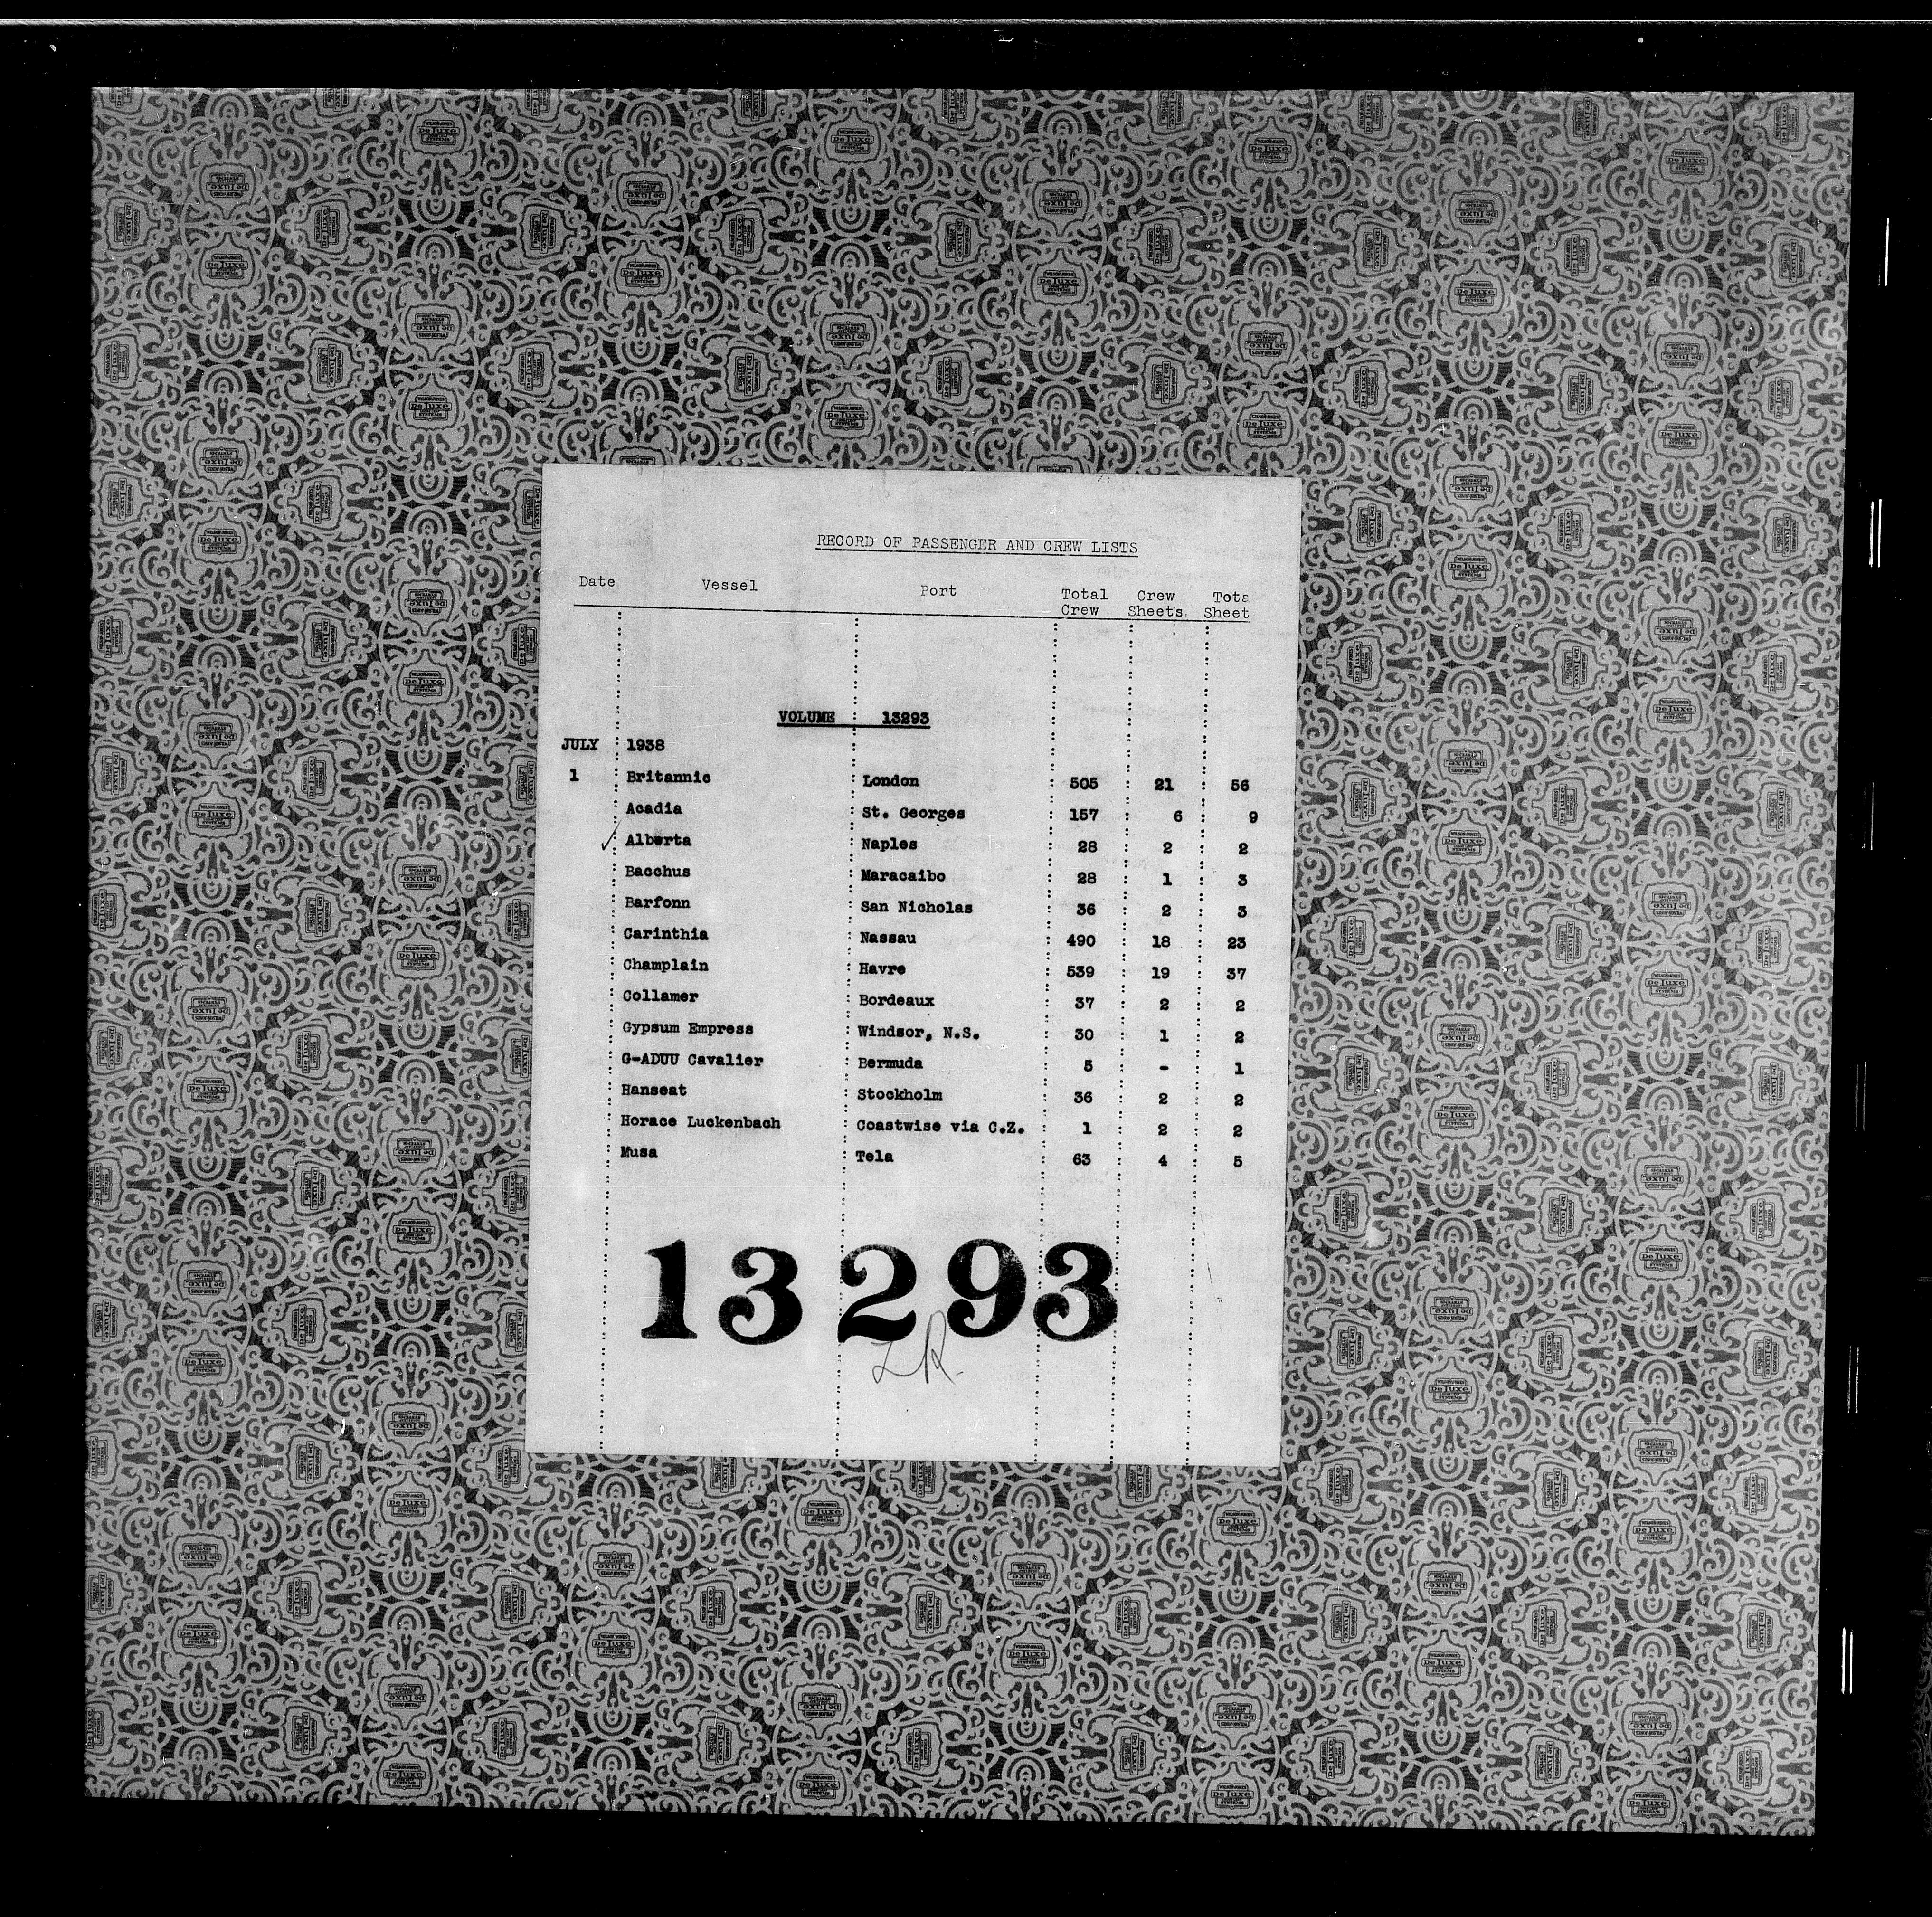 RECORD OF PASSENGER AND CREW LISTS
Date Vessel Port Total Crew Crew Sheets Tota Sheet
VOLUME 13293
JULY 1938
1 Britannic London 505 21 56
Acadia St. Georges 157 6 9
✓ Alberta Naples 28 2 2
Bacchus Maracaibo 28 1 3
Barfonn San Nicholas 36 2 3
Carinthia Nassau 490 18 23
Champlain Havre 539 19 37
Collamer Bordeaux 37 2 2
Gypsum Empress Windsor, N.S. 30 1 2
G-ADUU Cavalier Bermuda 5 - 1
Hanseat Stockholm 36 2 2
Horace Luckenbach Coastwise via C.Z. 1 2 2
Musa Tela 63 4 5
13293
LR.